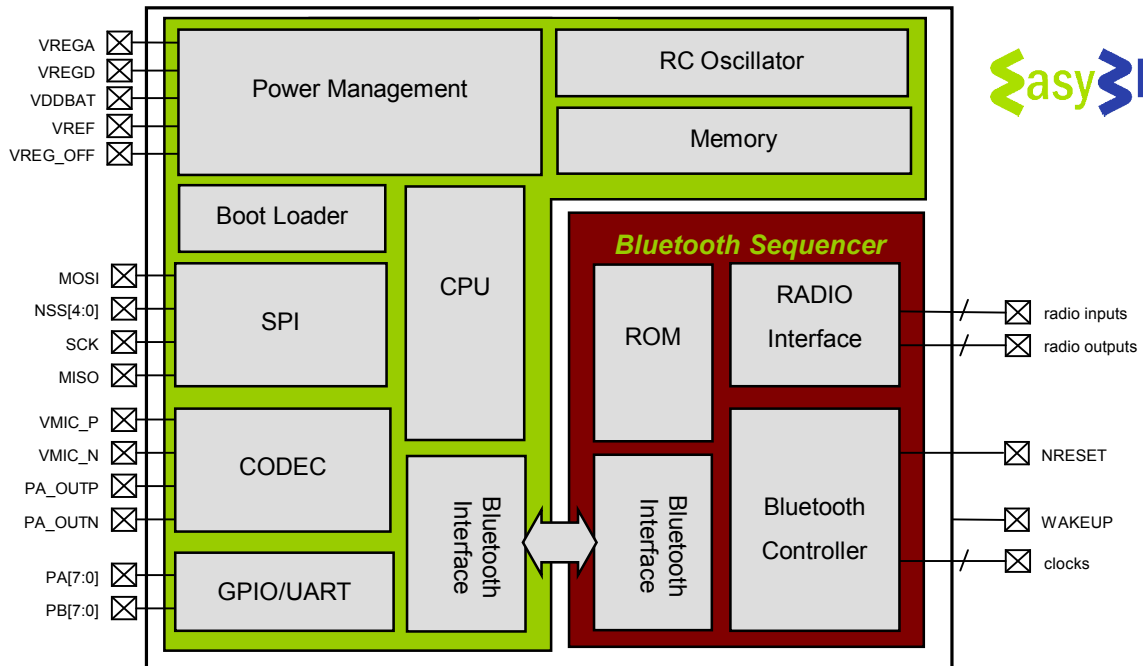 VREGA
VREGD
VDDBAT
VREF
VREG_OFF
Power Management
RC Oscillator
Memory
Easy
Boot Loader
CPU
MOSI
NSS[4:0]
SCK
MISO
SPI
VMIC_P
VMIC_N
PA_OUTP
PA_OUTN
CODEC
PA[7:0]
PB[7:0]
GPIO/UART
Bluetooth
Interface
Bluetooth Sequencer
ROM
RADIO
Interface
Bluetooth
Interface
Bluetooth
Controller
radio inputs
radio outputs
NRESET
WAKEUP
clocks